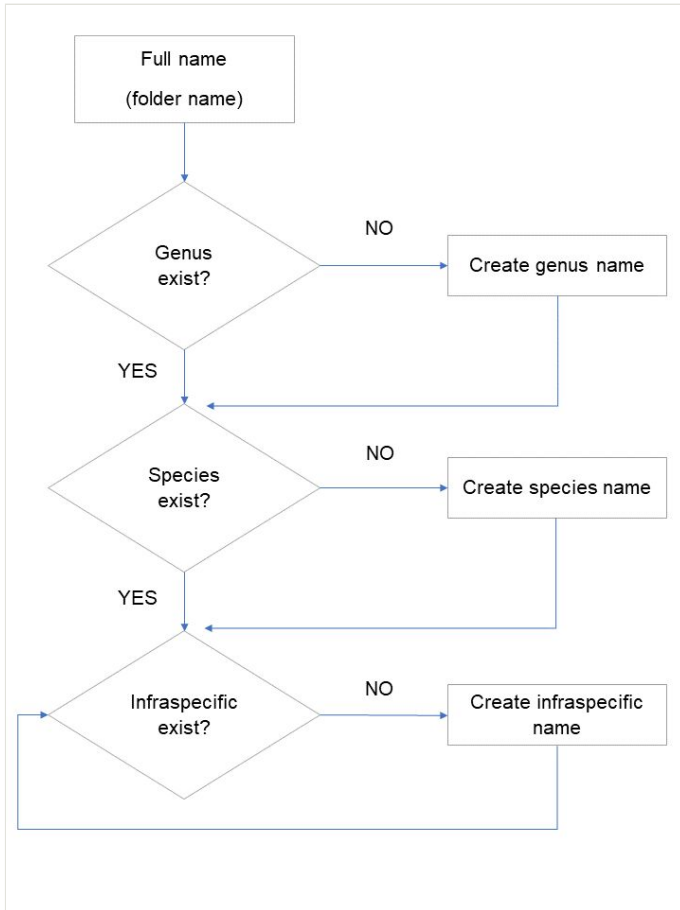 Full name
(folder name)
Genus
exist?
NO
Create genus name
YES
Species
exist?
NO
Create species name
YES
Infraspecific
exist?
NO
Create infraspecific
name